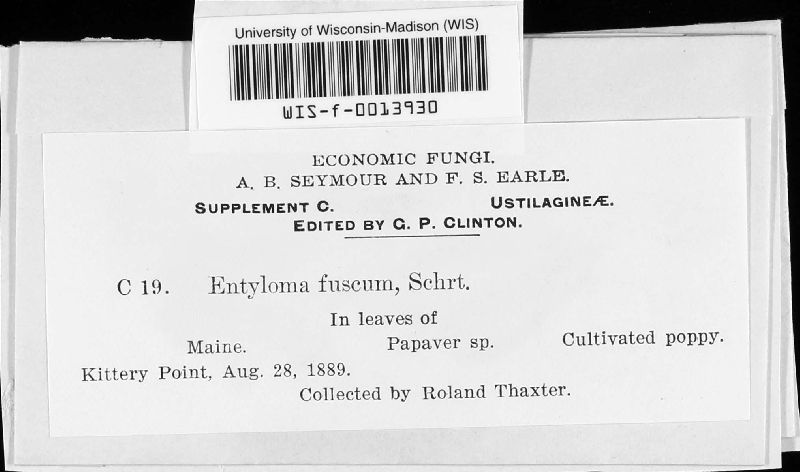 University of Wisconsin-Madison (WIS)
WIS-f-0013930
ECONOMIC FUNGI.
A. B. SEYMOUR AND F. S. EARLE.
SUPPLEMENT C. USTILAGINEÆ.
EDITED BY G. P. CLINTON.
C 19. Entyloma fuscum, Schrt.
In leaves of
Maine. Papaver sp. Cultivated poppy.
Kittery Point, Aug. 28, 1889.
Collected by Roland Thaxter.